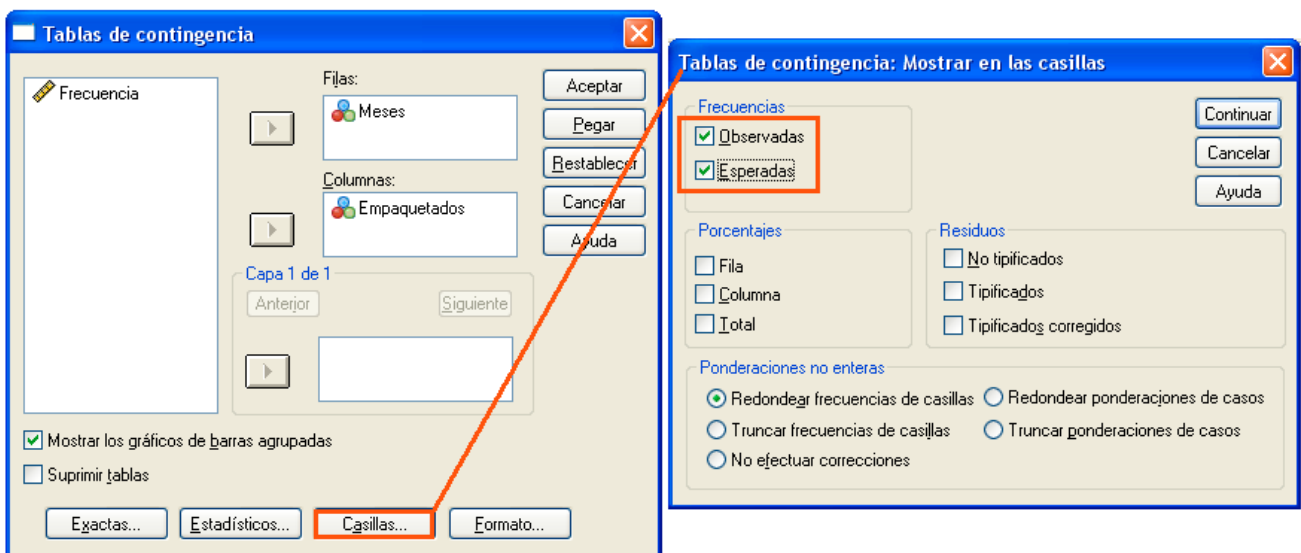 Tablas de contingencia
Frecuencia
Filas:
Meses
Columnas:
Empaquetados
Capa 1 de 1
Anterior
Siguiente
Aceptar
Pegar
Restablecer
Cancelar
Ayuda
Mostrar los gráficos de barras agrupadas
Suprimir tablas
Exactas...
Estadísticos...
Casillas...
Formato...
Tablas de contingencia: Mostrar en las casillas
Frecuencias
Observadas
Esperadas
Continuar
Cancelar
Ayuda
Porcentajes
Fila
Columna
Total
Residuos
No tipificados
Tipificados
Tipificados corregidos
Ponderaciones no enteras
Redondear frecuencias de casillas
Redondear ponderaciones de casos
Truncar frecuencias de casillas
Truncar ponderaciones de casos
No efectuar correcciones